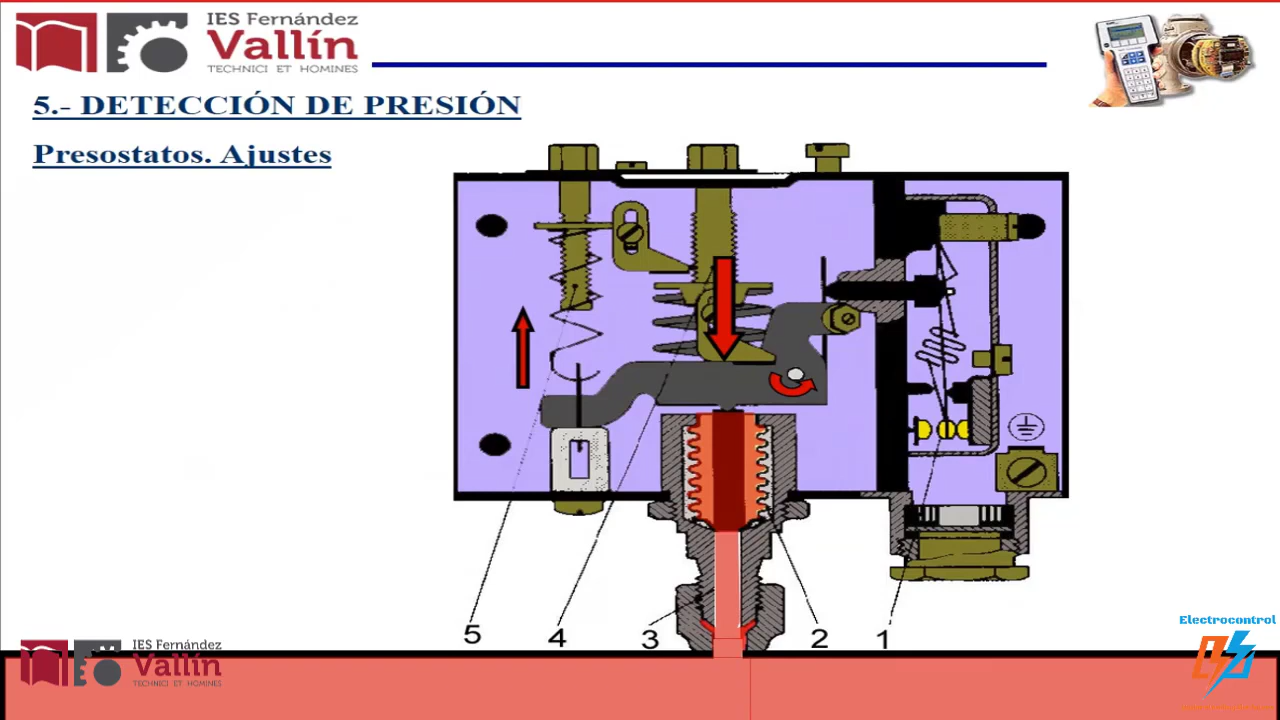 IES Fernández
Vallín
TECHNICI ET HOMINES
5.- DETECCIÓN DE PRESIÓN
Presostatos. Ajustes
5 4 3 2 1
Electrocontrol
IES Fernández
Vallín
TECHNICI ET HOMINES